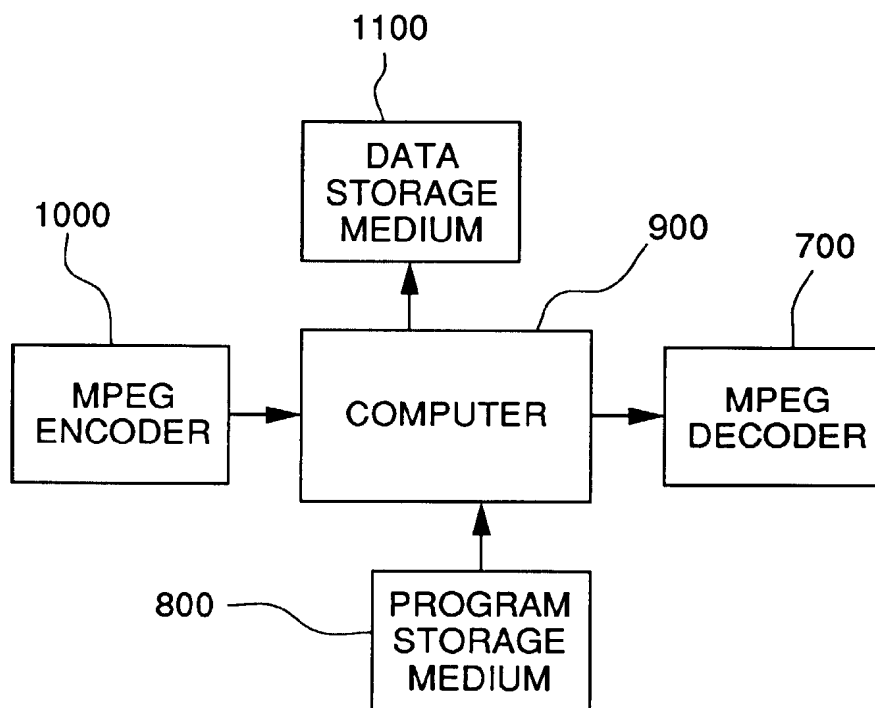 1100
DATA
STORAGE
MEDIUM
1000
900
700
MPEG
ENCODER
COMPUTER
MPEG
DECODER
800
PROGRAM
STORAGE
MEDIUM